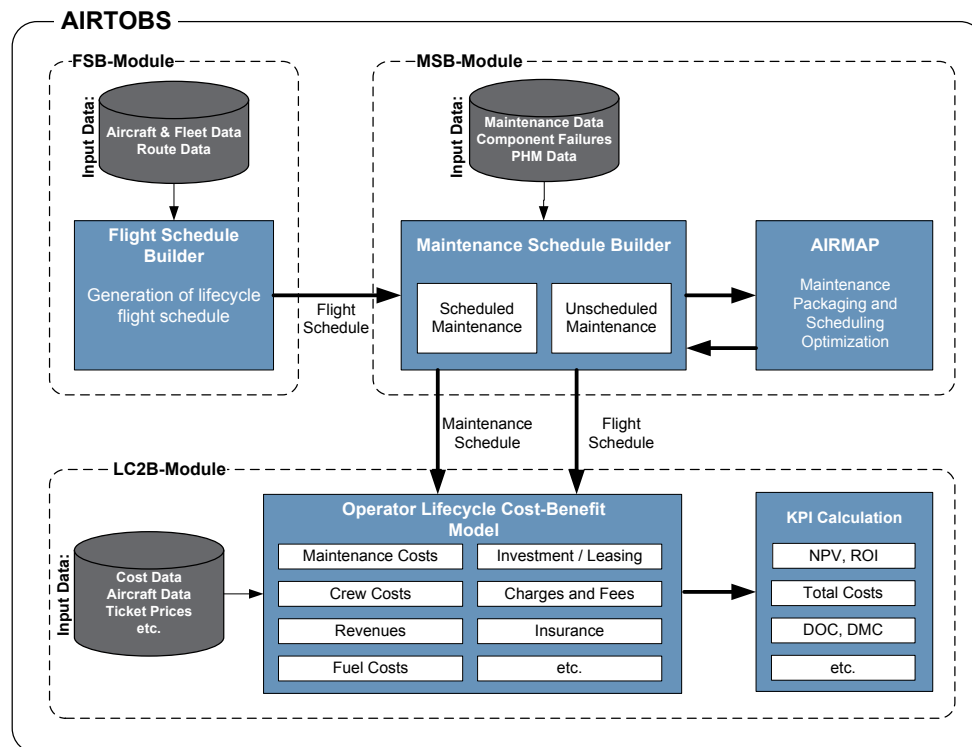 AIRTOBS
FSB-Module
Input Data:
Aircraft & Fleet Data
Route Data
Flight Schedule
Builder
Generation of lifecycle
flight schedule
Flight
Schedule
MSB-Module
Input Data:
Maintenance Data
Component Failures
PHM Data
Maintenance Schedule Builder
Scheduled
Maintenance
Unscheduled
Maintenance
AIRMAP
Maintenance
Packaging and
Scheduling
Optimization
Maintenance
Schedule
Flight
Schedule
LC2B-Module
Input Data:
Cost Data
Aircraft Data
Ticket Prices
etc.
Operator Lifecycle Cost-Benefit
Model
Maintenance Costs
Investment / Leasing
Crew Costs
Charges and Fees
Revenues
Insurance
Fuel Costs
etc.
KPI Calculation
NPV, ROI
Total Costs
DOC, DMC
etc.